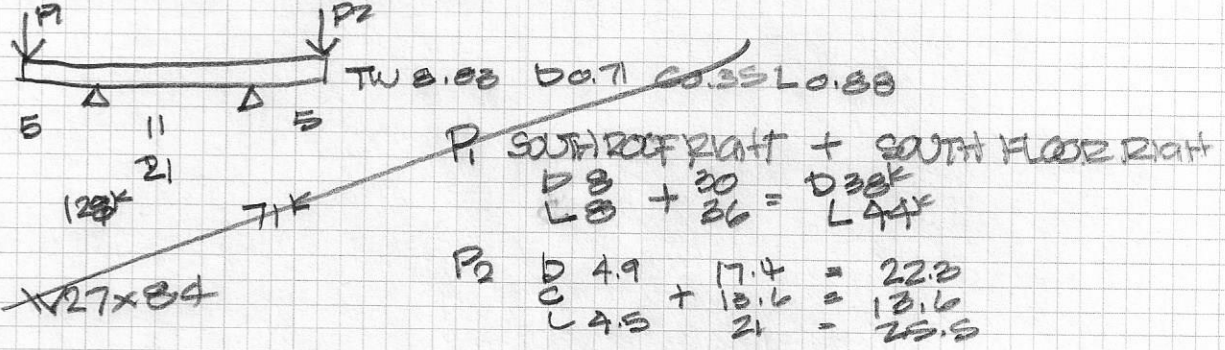 P1 P2
TW 8.83 D0.71 C0.35 L0.88
5 11 5
21
P1 SOUTH ROOF RIGHT + SOUTH FLOOR RIGHT
D 8 + 30 = D 38K
L 8 36 L 44K
128K 71K
P2 D 4.9 17.4 = 22.3
C + 13.6 = 13.6
L 4.5 21 = 25.5
W27x84